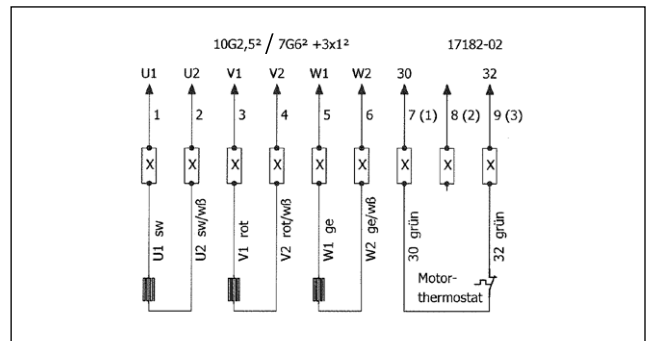 10G2,5² / 7G6² +3x1² 17182-02
U1 U2 V1 V2 W1 W2 30 32
1 2 3 4 5 6 7 (1) 8 (2) 9 (3)
X X X X X X X X X
U1 sw
U2 sw/wß
V1 rot
V2 rot/wß
W1 ge
W2 ge/wß
30 grün
32 grün
Motor-
thermostat